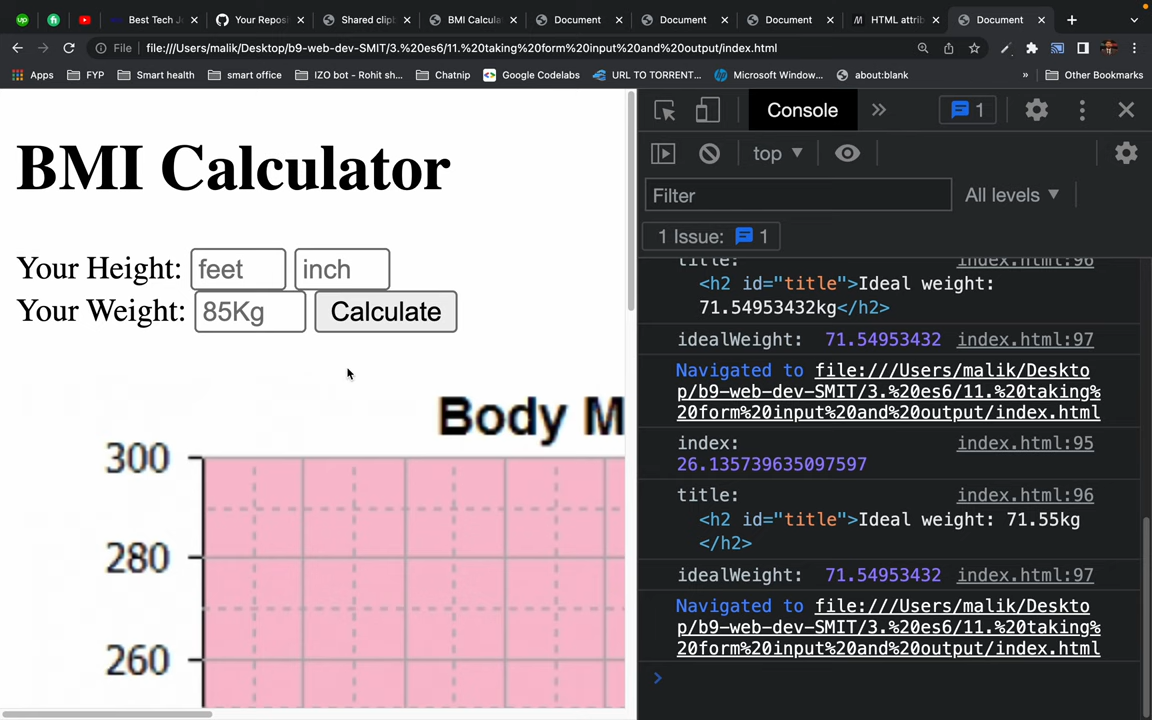 Best Tech J
Your Reposi
Shared clip
BMI Calcula
Document
Document
Document
HTML attrib
Document
File
file:///Users/malik/Desktop/b9-web-dev-SMIT/3.%20es6/11.%20taking%20form%20input%20and%20output/index.html
Apps
FYP
Smart health
smart office
IZO bot - Rohit sh...
Chatnip
Google Codelabs
URL TO TORRENT...
Microsoft Window...
about:blank
»
Other Bookmarks
BMI Calculator
Your Height: feet inch
Your Weight: 85Kg Calculate
Body M
300
280
260
Console
»
1
top
Filter
All levels
1 Issue: 1
title: index.html:96
<h2 id="title">Ideal weight:
71.54953432kg</h2>
idealWeight: 71.54953432 index.html:97
Navigated to file:///Users/malik/Deskto
p/b9-web-dev-SMIT/3.%20es6/11.%20taking%
20form%20input%20and%20output/index.html
index: index.html:95
26.135739635097597
title: index.html:96
<h2 id="title">Ideal weight: 71.55kg
</h2>
idealWeight: 71.54953432 index.html:97
Navigated to file:///Users/malik/Deskto
p/b9-web-dev-SMIT/3.%20es6/11.%20taking%
20form%20input%20and%20output/index.html